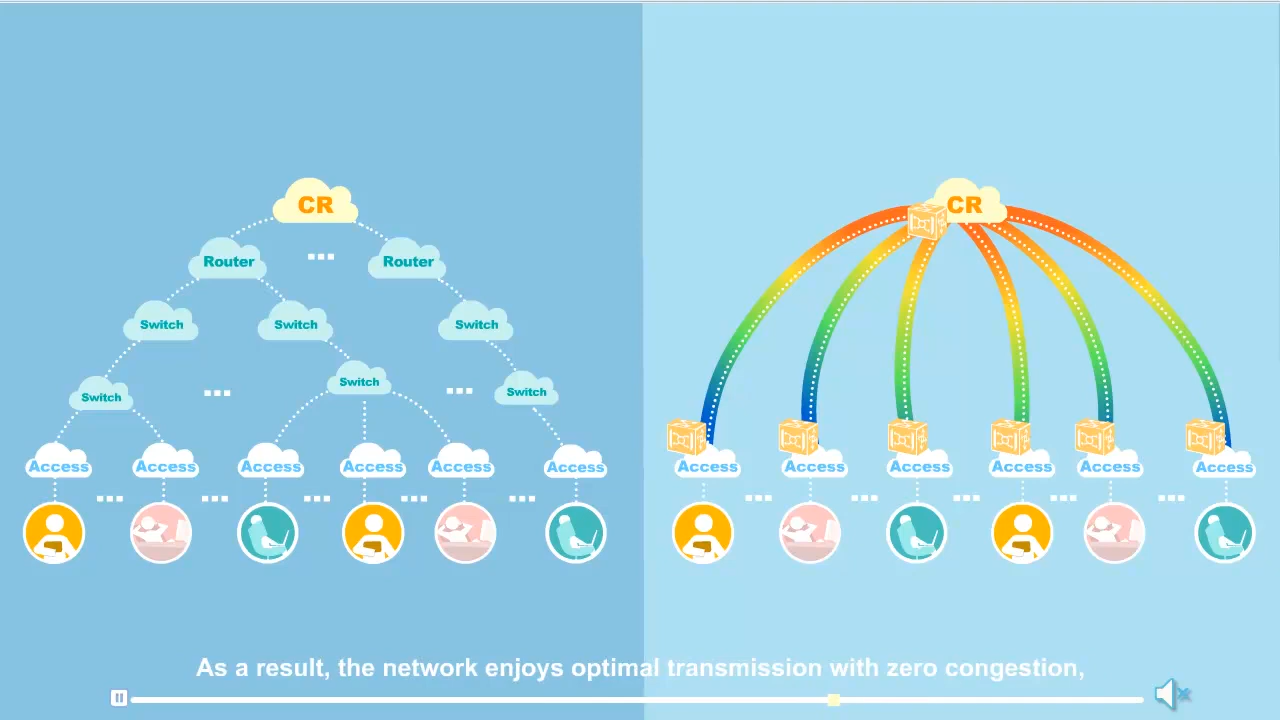 CR
CR
Router
Router
Switch
Switch
Switch
Switch
Switch
Switch
Access
Access
Access
Access
Access
Access
Access
Access
Access
Access
Access
Access
As a result, the network enjoys optimal transmission with zero congestion,